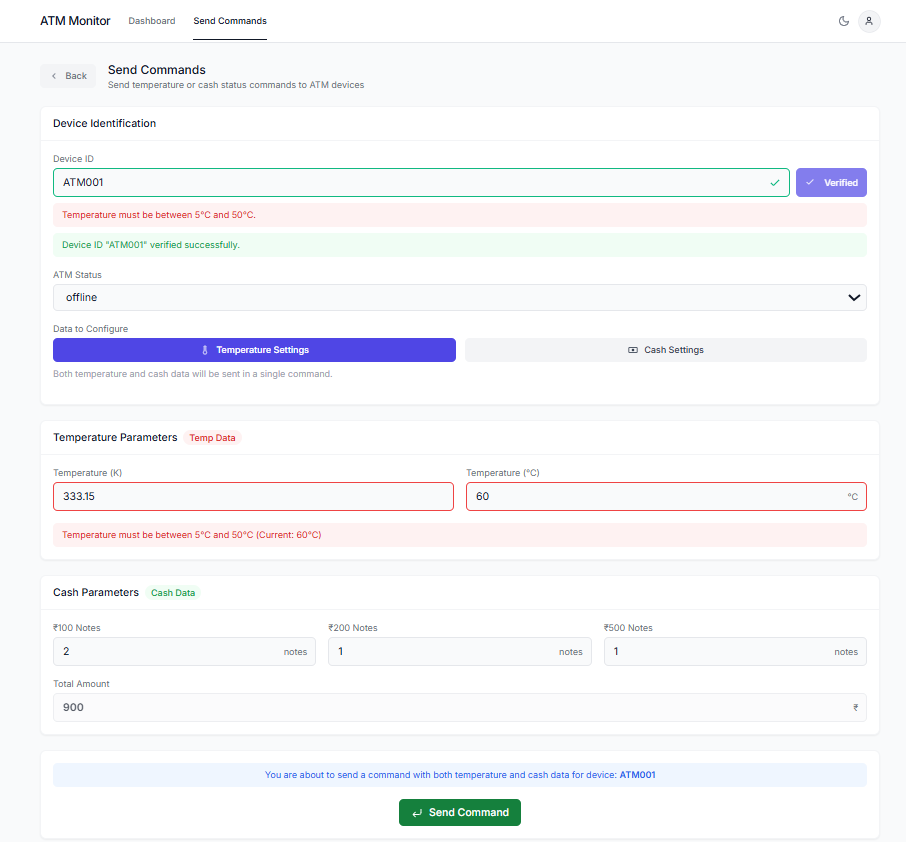 ATM Monitor Dashboard Send Commands
Back
Send Commands
Send temperature or cash status commands to ATM devices
Device Identification
Device ID
ATM001 Verified
Temperature must be between 5°C and 50°C.
Device ID "ATM001" verified successfully.
ATM Status
offline
Data to Configure
Temperature Settings Cash Settings
Both temperature and cash data will be sent in a single command.
Temperature Parameters Temp Data
Temperature (K) Temperature (°C)
333.15 60 °C
Temperature must be between 5°C and 50°C (Current: 60°C)
Cash Parameters Cash Data
₹100 Notes ₹200 Notes ₹500 Notes
2 notes 1 notes 1 notes
Total Amount
900 ₹
You are about to send a command with both temperature and cash data for device: ATM001
Send Command